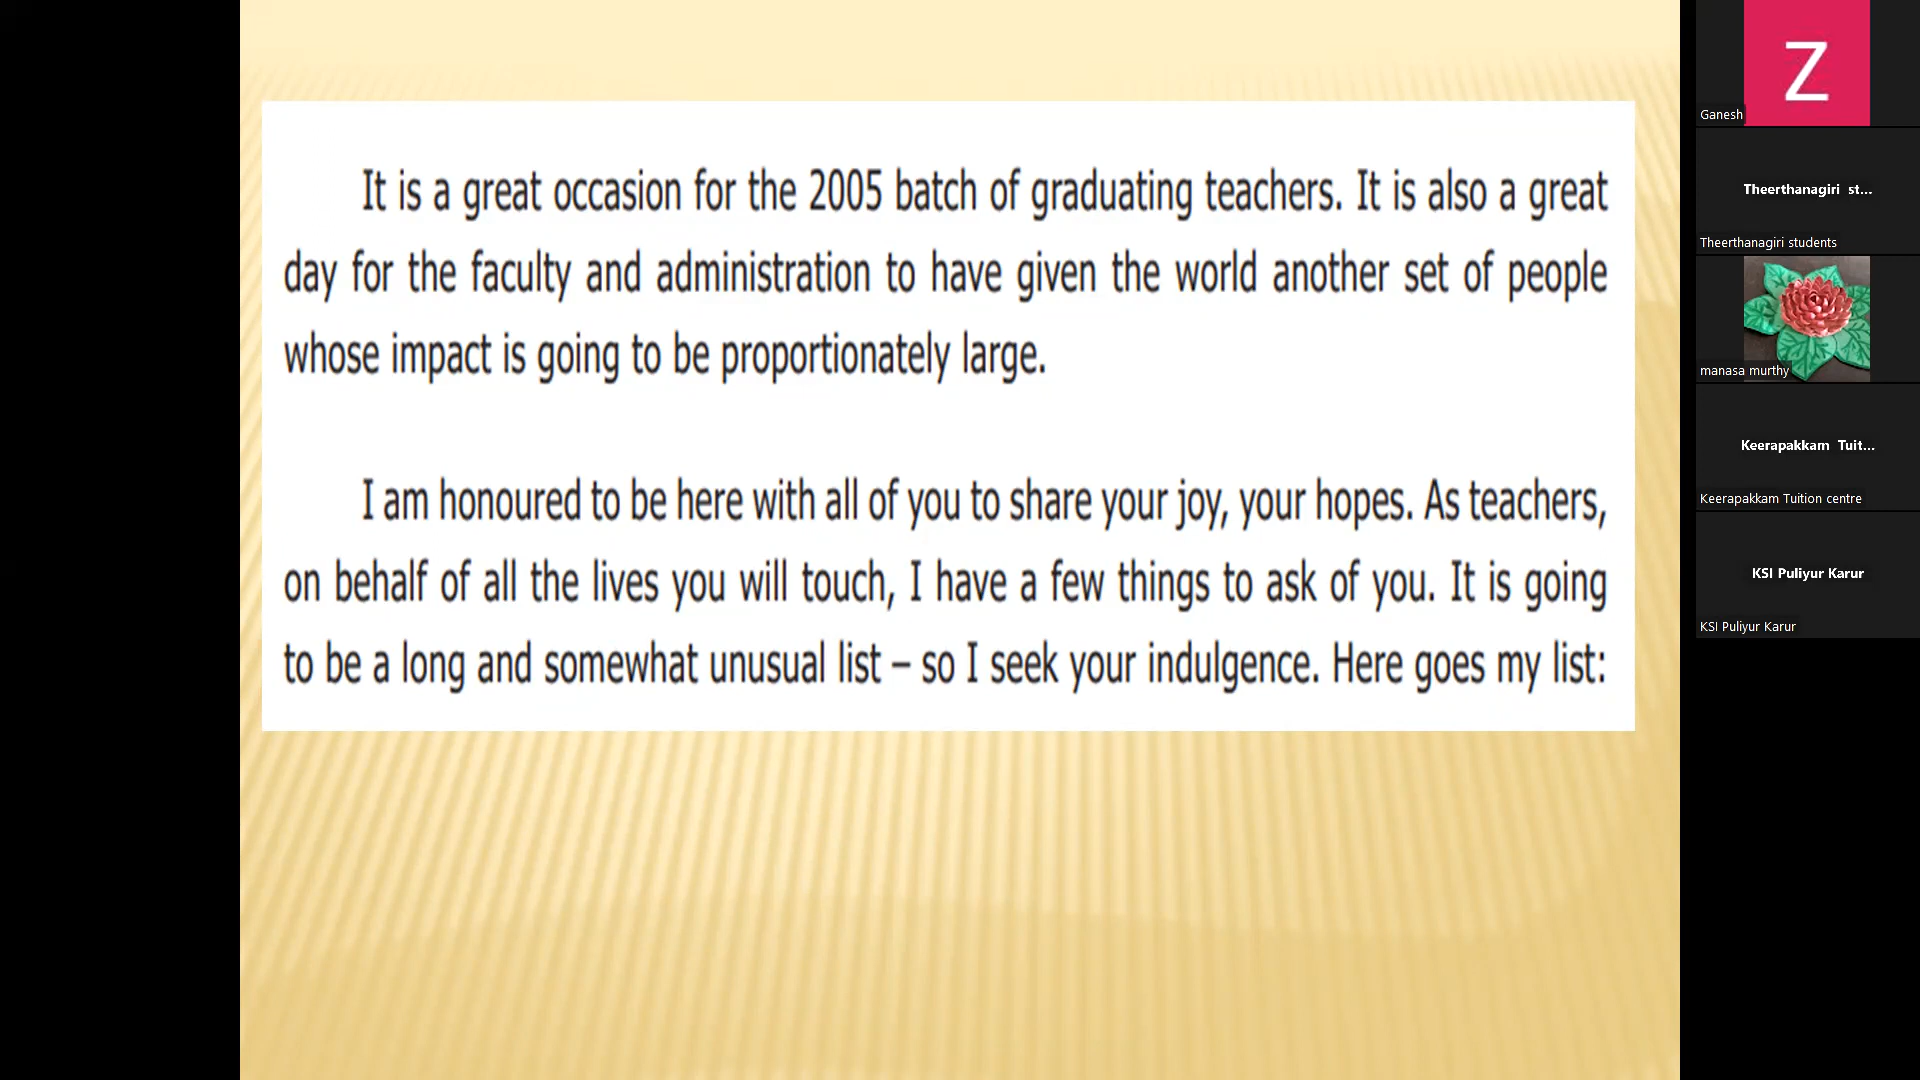 It is a great occasion for the 2005 batch of graduating teachers. It is also a great
day for the faculty and administration to have given the world another set of people
whose impact is going to be proportionately large.
I am honoured to be here with all of you to share your joy, your hopes. As teachers,
on behalf of all the lives you will touch, I have a few things to ask of you. It is going
to be a long and somewhat unusual list – so I seek your indulgence. Here goes my list:
Z
Ganesh
Theerthanagiri st...
Theerthanagiri students
manasa murthy
Keerapakkam Tuit...
Keerapakkam Tuition centre
KSI Puliyur Karur
KSI Puliyur Karur